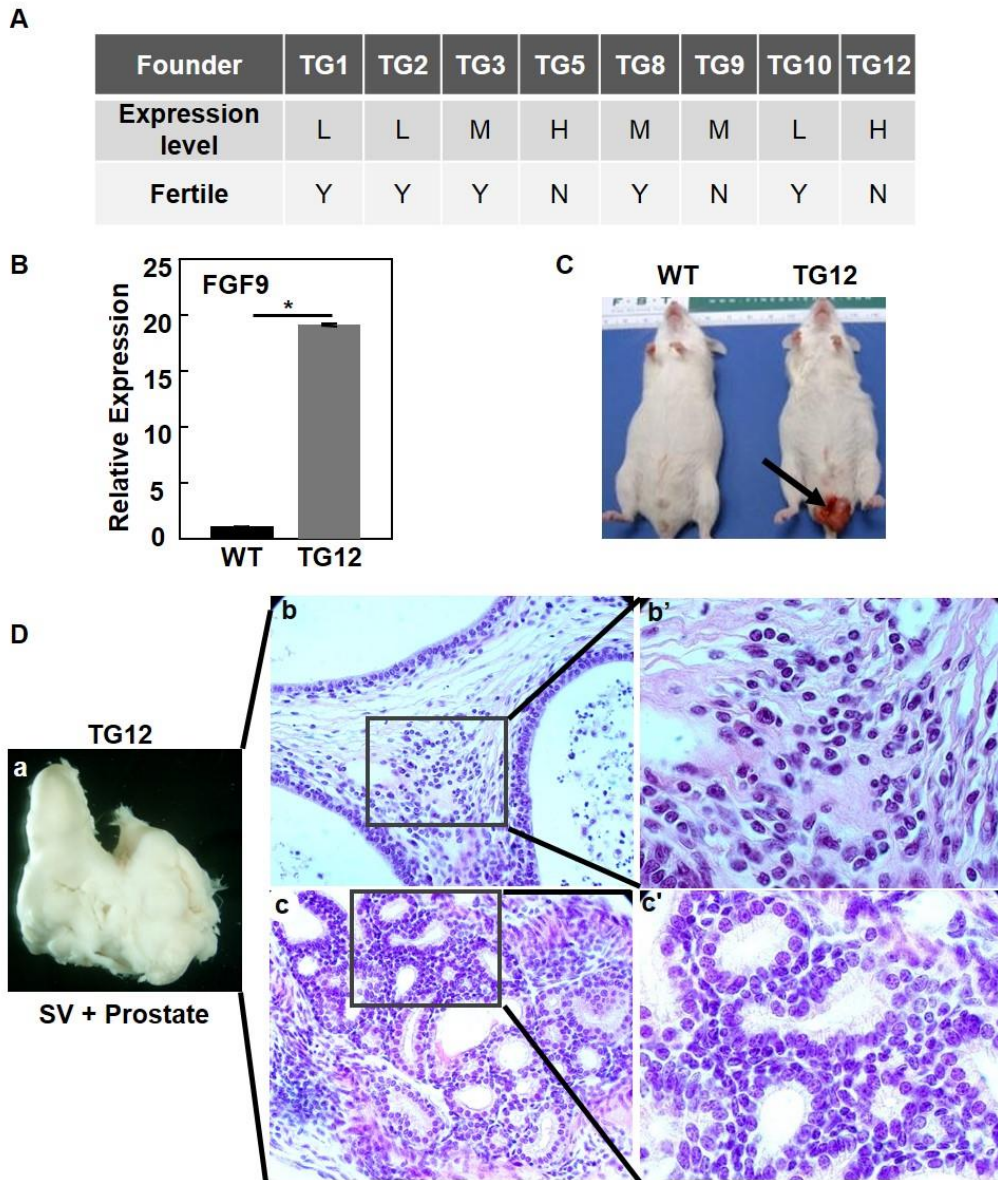 A
Founder TG1 TG2 TG3 TG5 TG8 TG9 TG10 TG12
Expression
level
L L M H M M L H
Fertile Y Y Y N Y N Y N
B
25
20
15
10
5
0
Relative Expression
FGF9
*
WT TG12
C
WT TG12
D
TG12
a
SV + Prostate
b
b'
c
c'